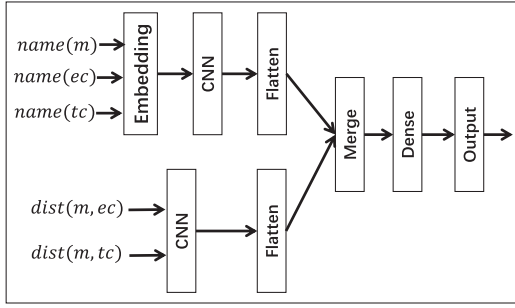 name(m)
name(ec)
name(tc)
Embedding
CNN
Flatten
dist(m, ec)
dist(m, tc)
CNN
Flatten
Merge
Dense
Output